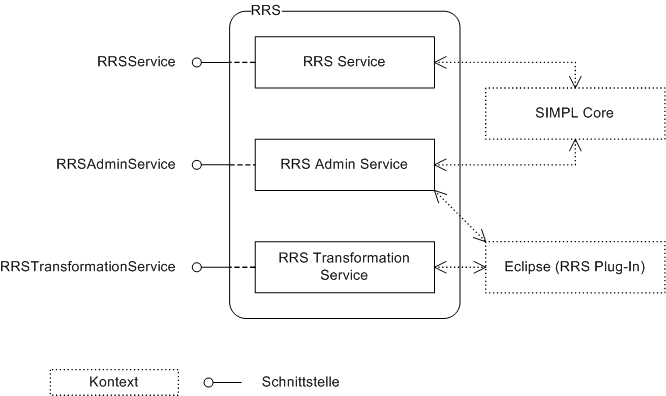 RRS
RRSService
RRS Service
SIMPL Core
RRSAdminService
RRS Admin Service
RRSTransformationService
RRS Transformation
Service
Eclipse (RRS Plug-In)
Kontext
Schnittstelle